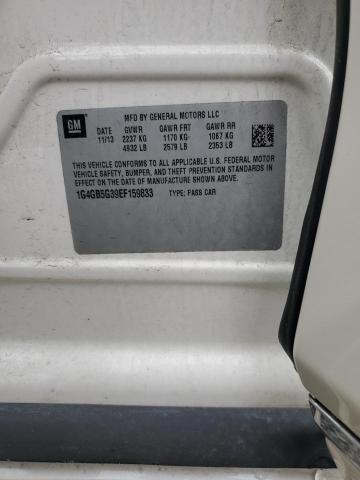 GM
MFD BY GENERAL MOTORS LLC
DATE GVWR GAWR FRT GAWR RR
11/13 2237 KG 1170 KG 1067 KG
4932 LB 2579 LB 2353 LB
THIS VEHICLE CONFORMS TO ALL APPLICABLE U.S. FEDERAL MOTOR
VEHICLE SAFETY, BUMPER, AND THEFT PREVENTION STANDARDS IN
EFFECT ON THE DATE OF MANUFACTURE SHOWN ABOVE.
1G4GB5G39EF159833 TYPE: PASS CAR